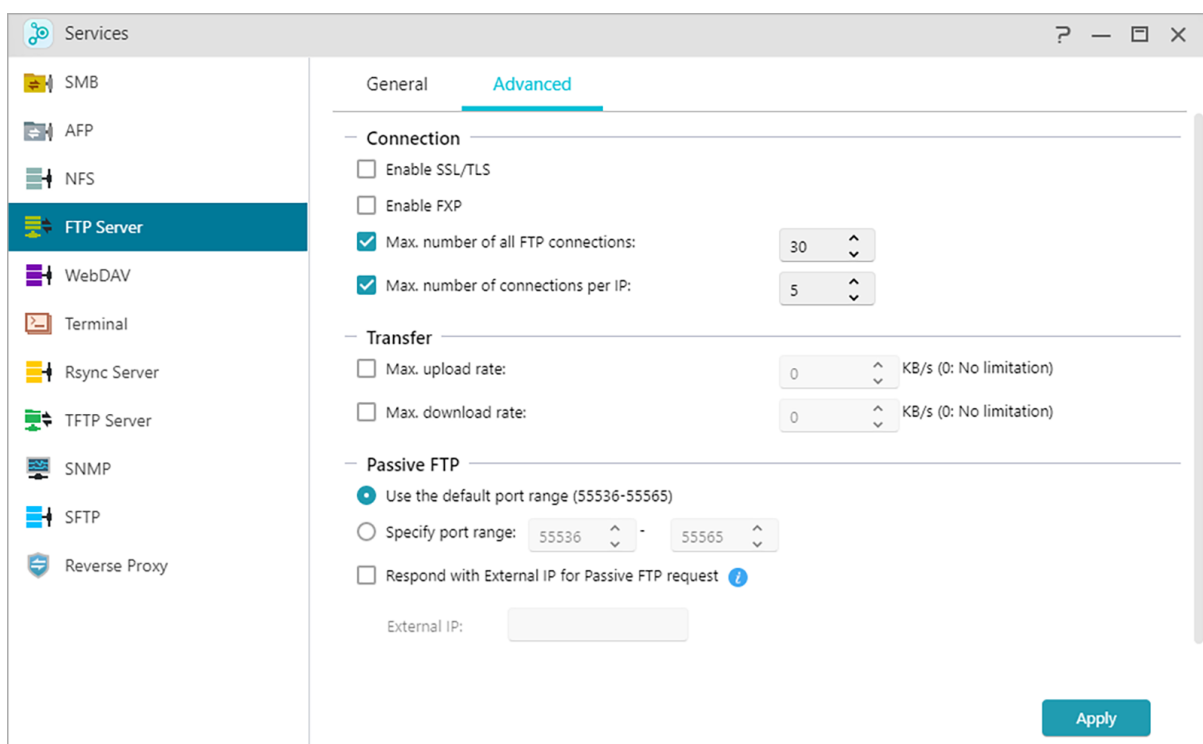 Services
SMB
AFP
NFS
FTP Server
WebDAV
Terminal
Rsync Server
TFTP Server
SNMP
SFTP
Reverse Proxy
General Advanced
Connection
Enable SSL/TLS
Enable FXP
Max. number of all FTP connections: 30
Max. number of connections per IP: 5
Transfer
Max. upload rate: 0 KB/s (0: No limitation)
Max. download rate: 0 KB/s (0: No limitation)
Passive FTP
Use the default port range (55536-55565)
Specify port range: 55536 - 55565
Respond with External IP for Passive FTP request i
External IP:
Apply